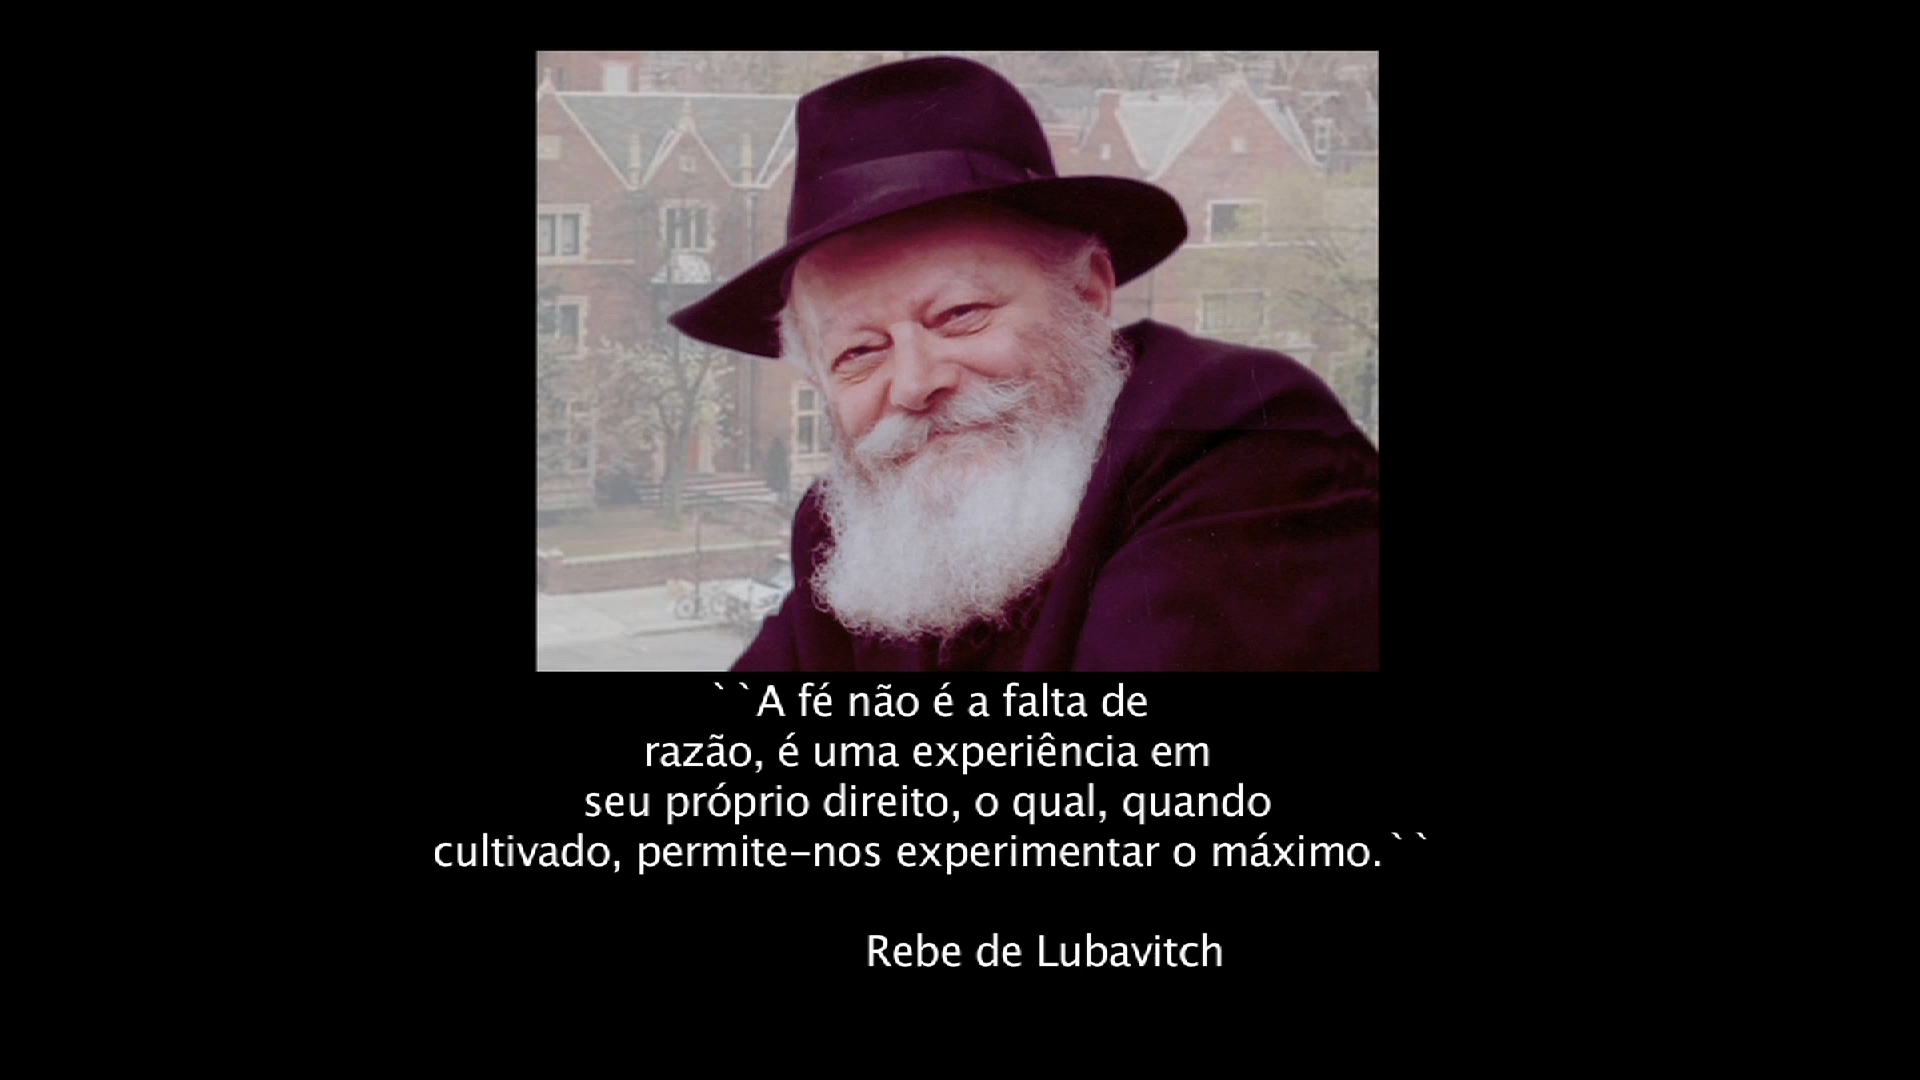 ``A fé não é a falta de
razão, é uma experiência em
seu próprio direito, o qual, quando
cultivado, permite-nos experimentar o máximo.``
Rebe de Lubavitch